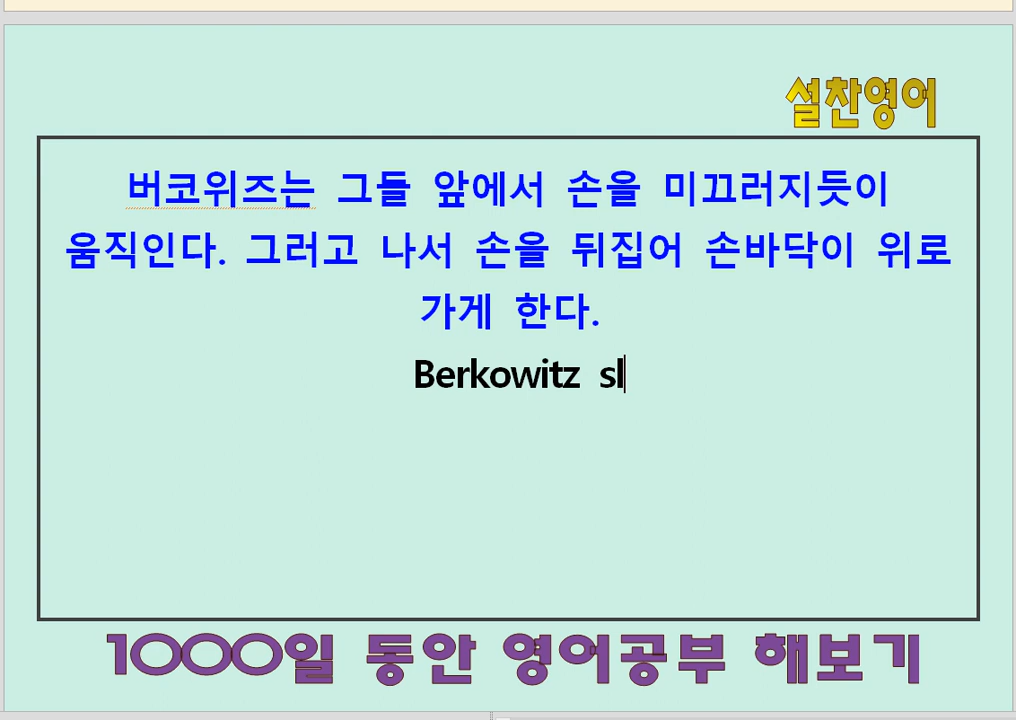 설찬영어
버코위즈는 그들 앞에서 손을 미끄러지듯이
움직인다. 그러고 나서 손을 뒤집어 손바닥이 위로
가게 한다.
Berkowitz sl
1000일 동안 영어공부 해보기